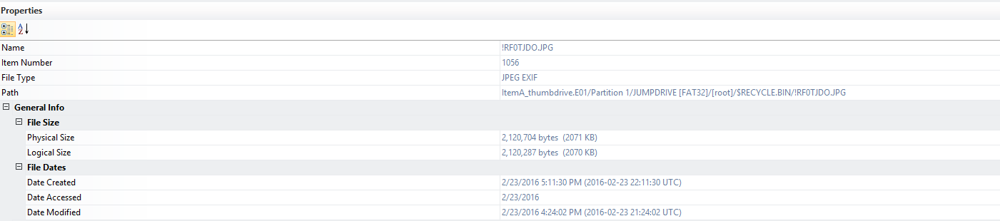 Properties
A Z
Name !RF0TJDO.JPG
Item Number 1056
File Type JPEG EXIF
Path ItemA_thumbdrive.E01/Partition 1/JUMPDRIVE [FAT32]/[root]/$RECYCLE.BIN/!RF0TJDO.JPG
General Info
File Size
Physical Size 2,120,704 bytes (2071 KB)
Logical Size 2,120,287 bytes (2070 KB)
File Dates
Date Created 2/23/2016 5:11:30 PM (2016-02-23 22:11:30 UTC)
Date Accessed 2/23/2016
Date Modified 2/23/2016 4:24:02 PM (2016-02-23 21:24:02 UTC)